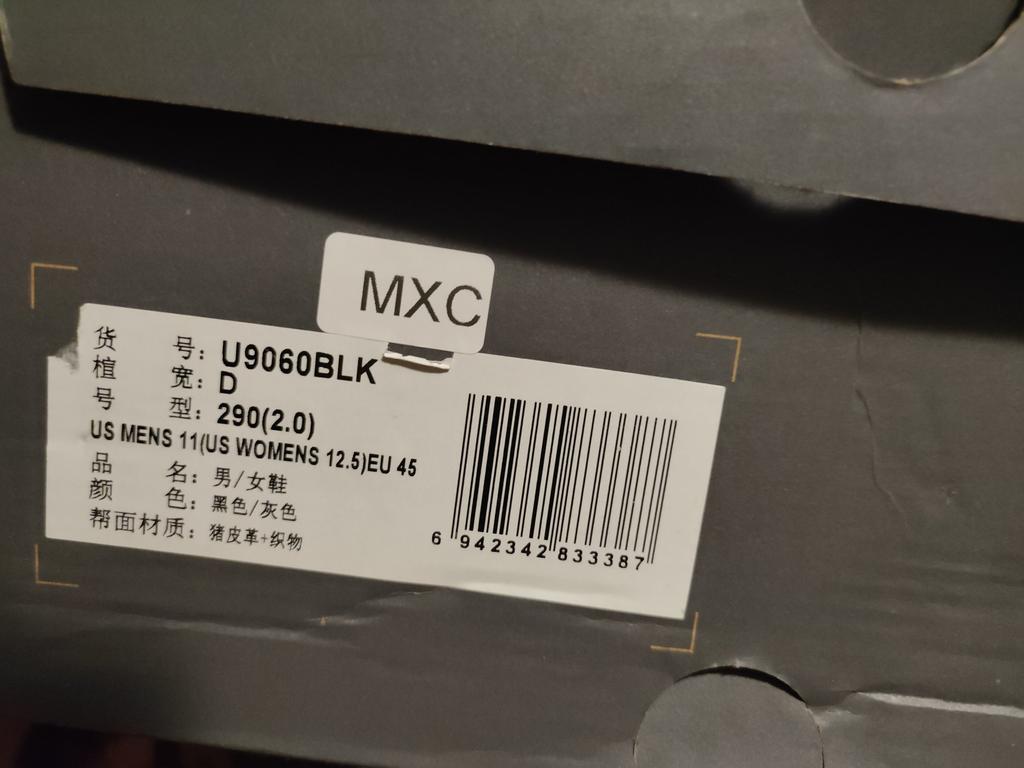 MXC
货 号: U9060BLK
楦 宽: D
号 型: 290(2.0)
US MENS 11(US WOMENS 12.5)EU 45
品 名: 男/女鞋
颜 色: 黑色/灰色
帮面材质: 猪皮革+织物
6 942342 833387